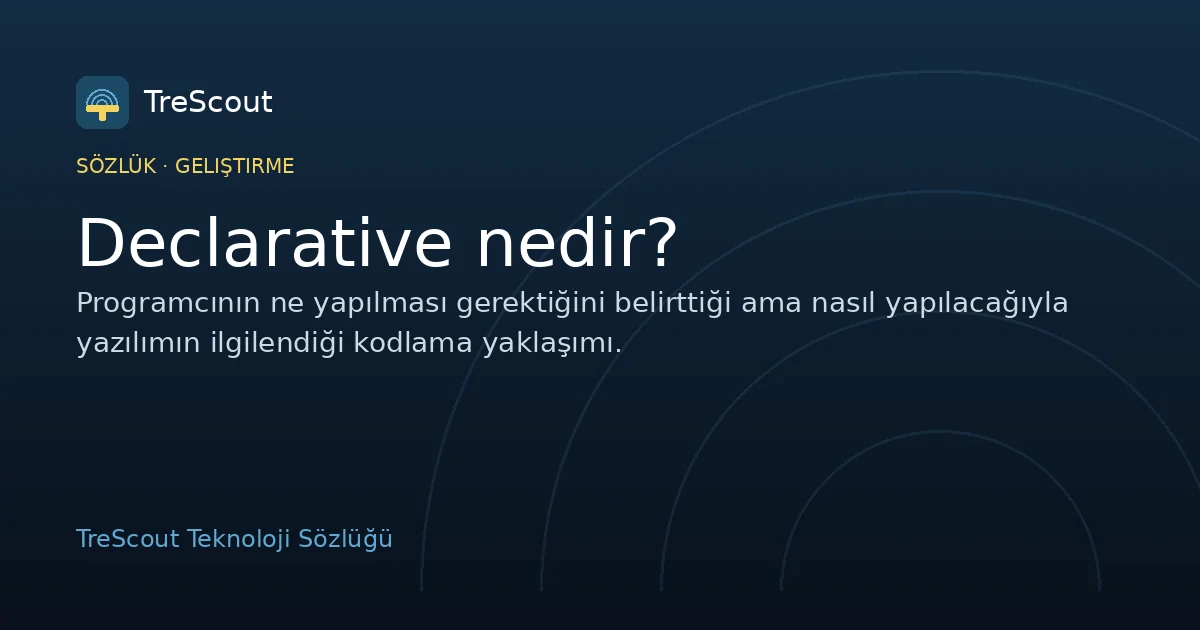 TreScout
SÖZLÜK · GELIŞTIRME
Declarative nedir?
Programcının ne yapılması gerektiğini belirttiği ama nasıl yapılacağıyla
yazılımın ilgilendiği kodlama yaklaşımı.
TreScout Teknoloji Sözlüğü